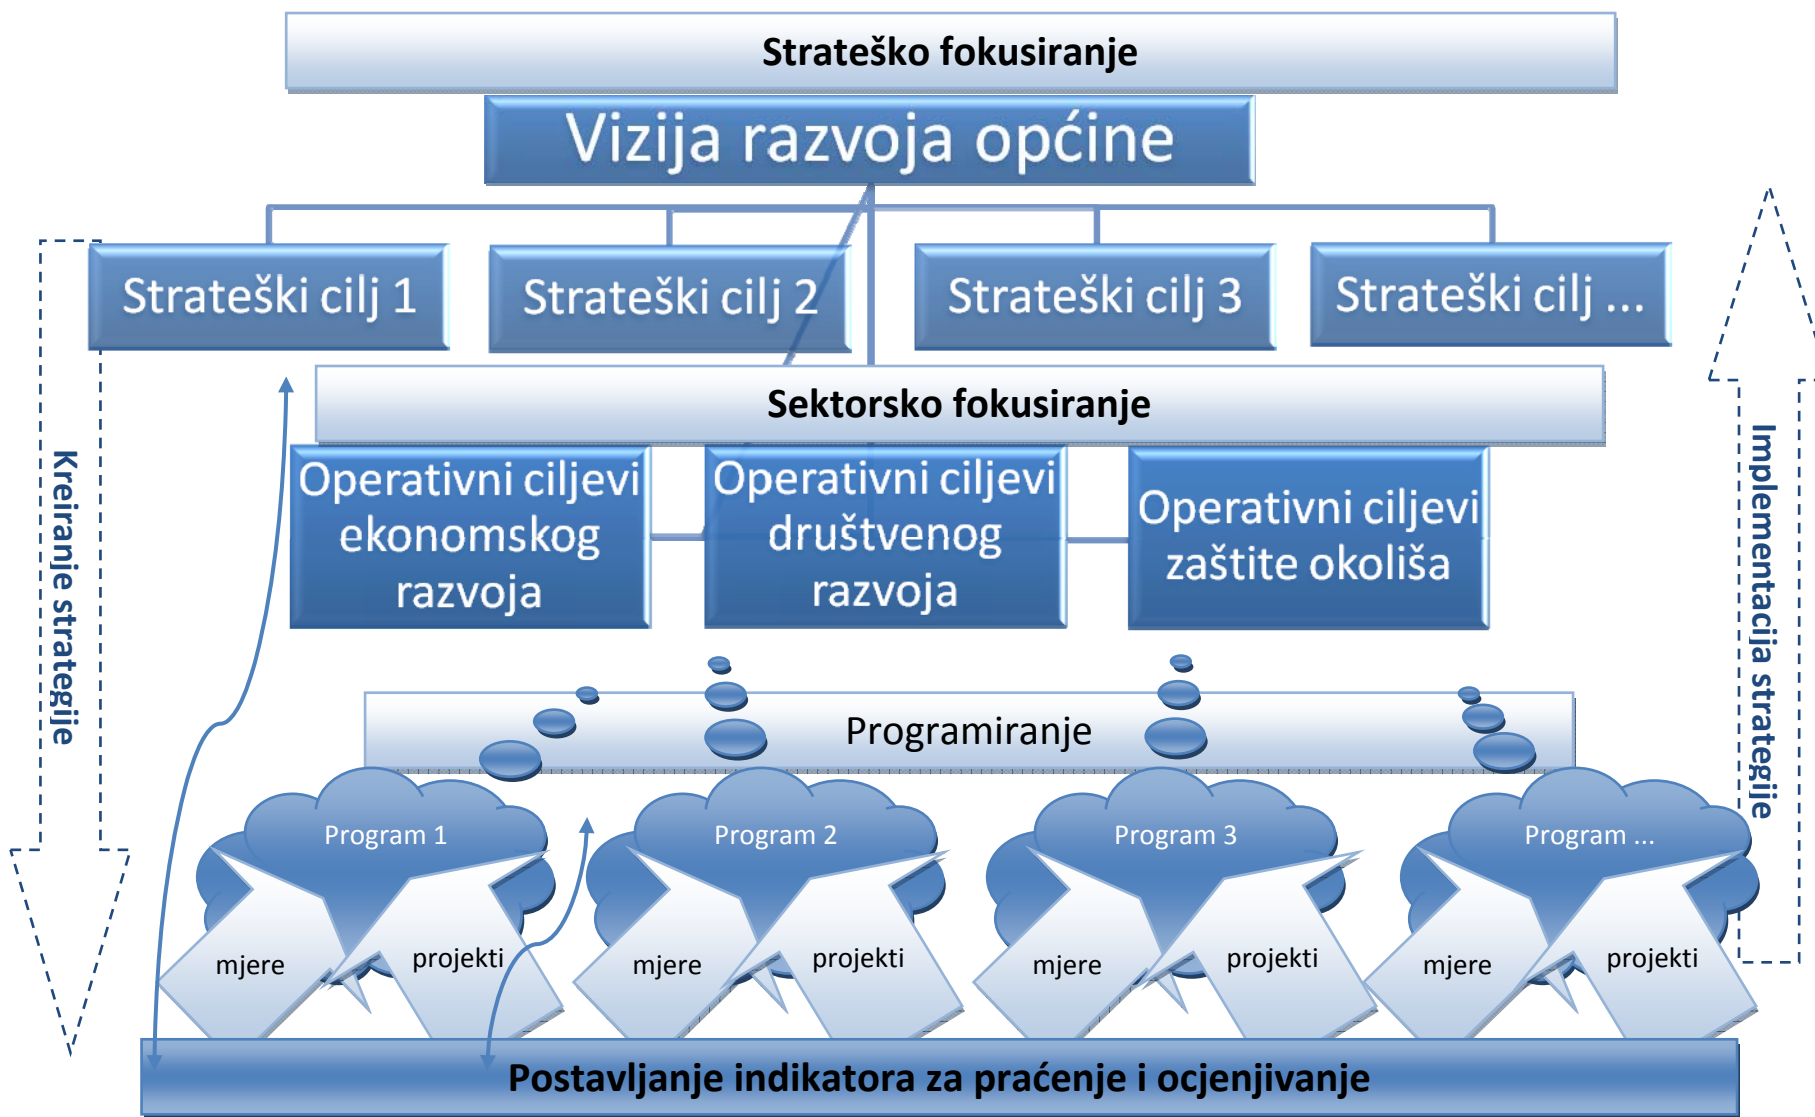 Strateško fokusiranje
Vizija razvoja općine
Strateški cilj 1
Strateški cilj 2
Strateški cilj 3
Strateški cilj ...
Sektorsko fokusiranje
Operativni ciljevi
ekonomskog
razvoja
Operativni ciljevi
društvenog
razvoja
Operativni ciljevi
zaštite okoliša
Kreiranje strategije
Implementacija strategije
Programiranje
Program 1
Program 2
Program 3
Program ...
mjere
projekti
mjere
projekti
mjere
projekti
mjere
projekti
Postavljanje indikatora za praćenje i ocjenjivanje